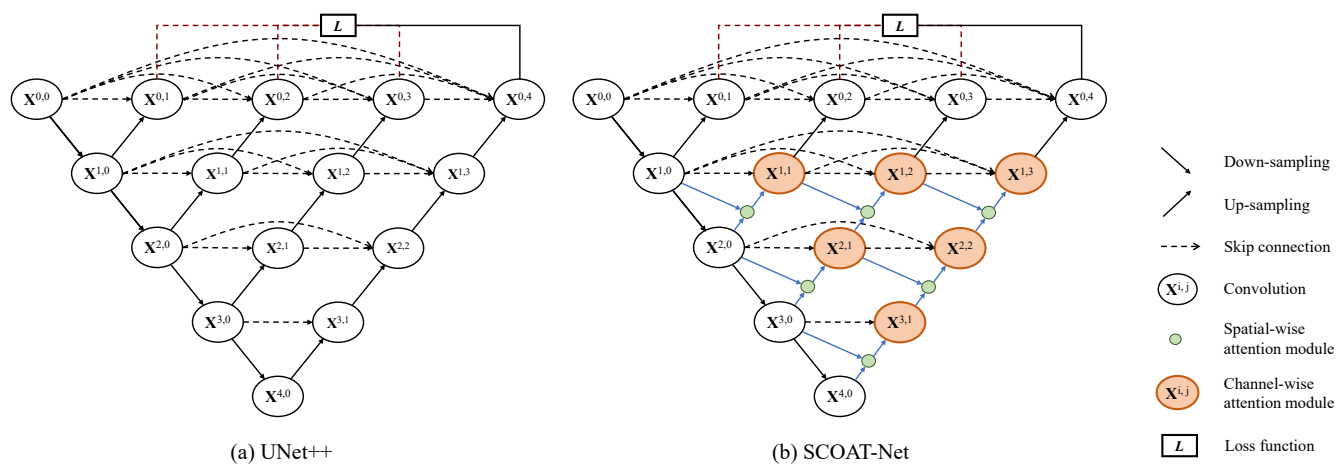 L
X0,0 X0,1 X0,2 X0,3 X0,4
X1,0 X1,1 X1,2 X1,3
X2,0 X2,1 X2,2
X3,0 X3,1
X4,0
(a) UNet++
L
X0,0 X0,1 X0,2 X0,3 X0,4
X1,0 X1,1 X1,2 X1,3
X2,0 X2,1 X2,2
X3,0 X3,1
X4,0
(b) SCOAT-Net
Down-sampling
Up-sampling
Skip connection
Xi, j Convolution
Spatial-wise
attention module
Xi, j Channel-wise
attention module
L Loss function